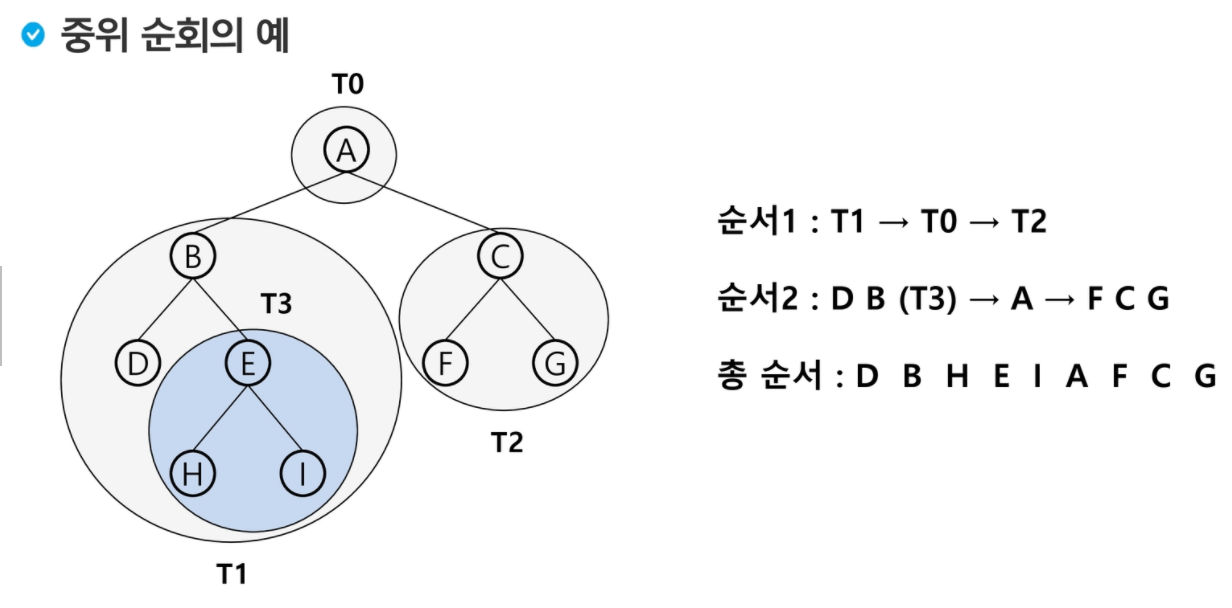 중위 순회의 예
T0
A
B
C
T3
D
E
F
G
H
I
T2
T1
순서1 : T1 → T0 → T2
순서2 : D B (T3) → A → F C G
총 순서 : D B H E I A F C G